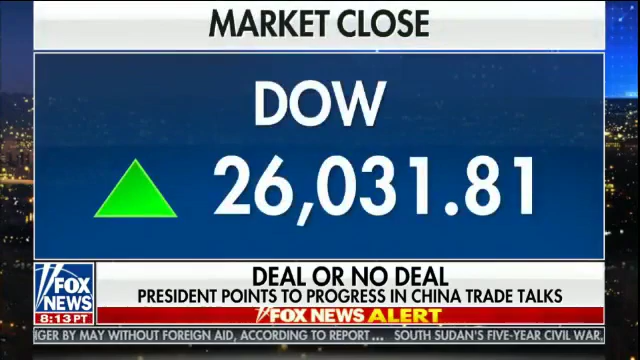 MARKET CLOSE
DOW
26,031.81
DEAL OR NO DEAL
PRESIDENT POINTS TO PROGRESS IN CHINA TRADE TALKS
FOX
NEWS
8:13 PT
FOX NEWS ALERT
GER BY MAY WITHOUT FOREIGN AID, ACCORDING TO REPORT... SOUTH SUDAN'S FIVE-YEAR CIVIL WAR,